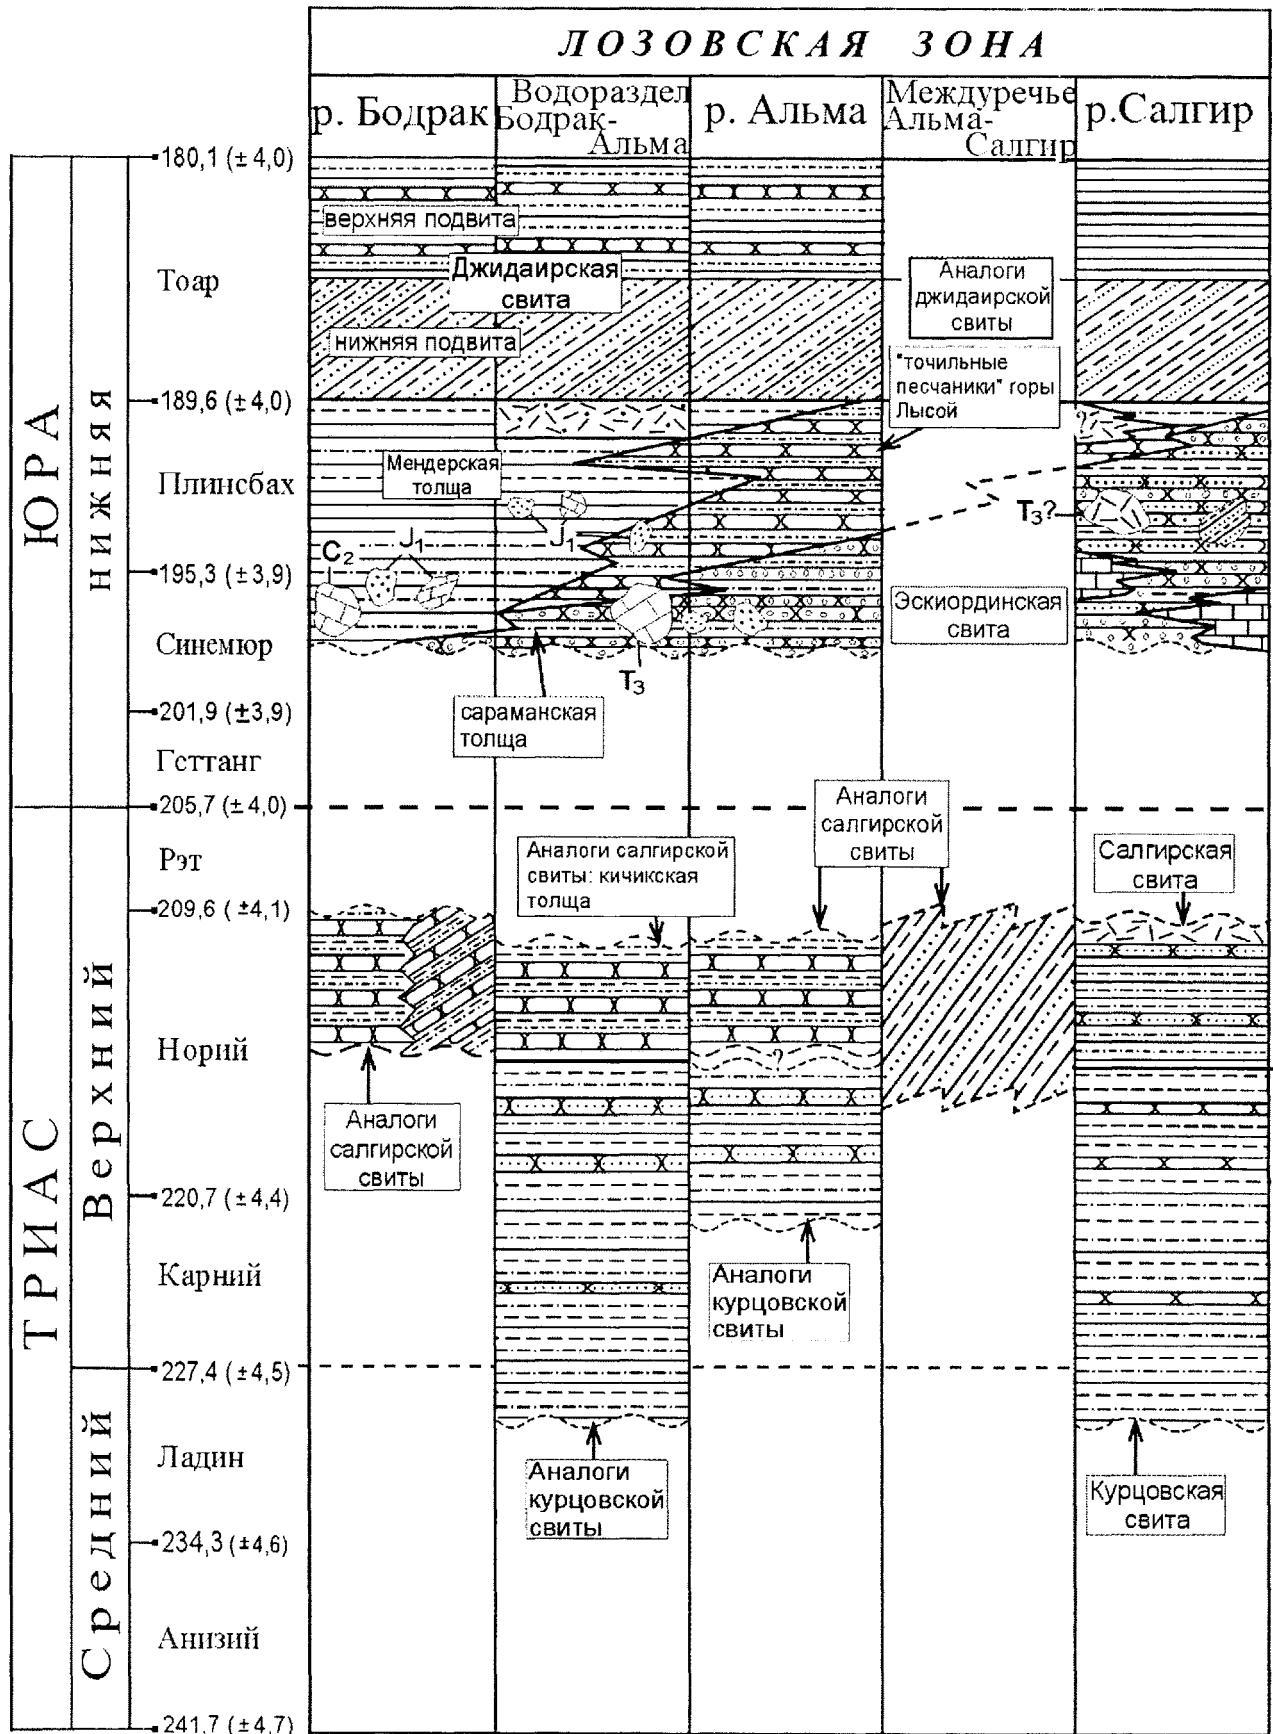 ЛОЗОВСКАЯ ЗОНА
р. Бодрак
Водораздел
Бодрак-
Альма
р. Альма
Междуречье
Альма-
Салгир
р.Салгир
ЮРА
нижняя
ТРИАС
Верхний
Средний
180,1 (±4,0)
Тоар
189,6 (±4,0)
Плинсбах
195,3 (±3,9)
Синемюр
201,9 (±3,9)
Геттанг
205,7 (±4,0)
Рэт
209,6 (±4,1)
Норий
220,7 (±4,4)
Карний
227,4 (±4,5)
Ладин
234,3 (±4,6)
Анизий
241,7 (±4,7)
верхняя подвита
Джидаирская
свита
нижняя подвита
Аналоги
джидаирской
свиты
"точильные
песчаники" горы
Лысой
?
Мендерская
толща
C2
J1
J1
T3?
Эскиординская
свита
T3
сараманская
толща
Аналоги
салгирской
свиты
Аналоги салгирской
свиты: кичикская
толща
Салгирская
свита
?
Аналоги
салгирской
свиты
Аналоги
курцовской
свиты
Аналоги
курцовской
свиты
Курцовская
свита